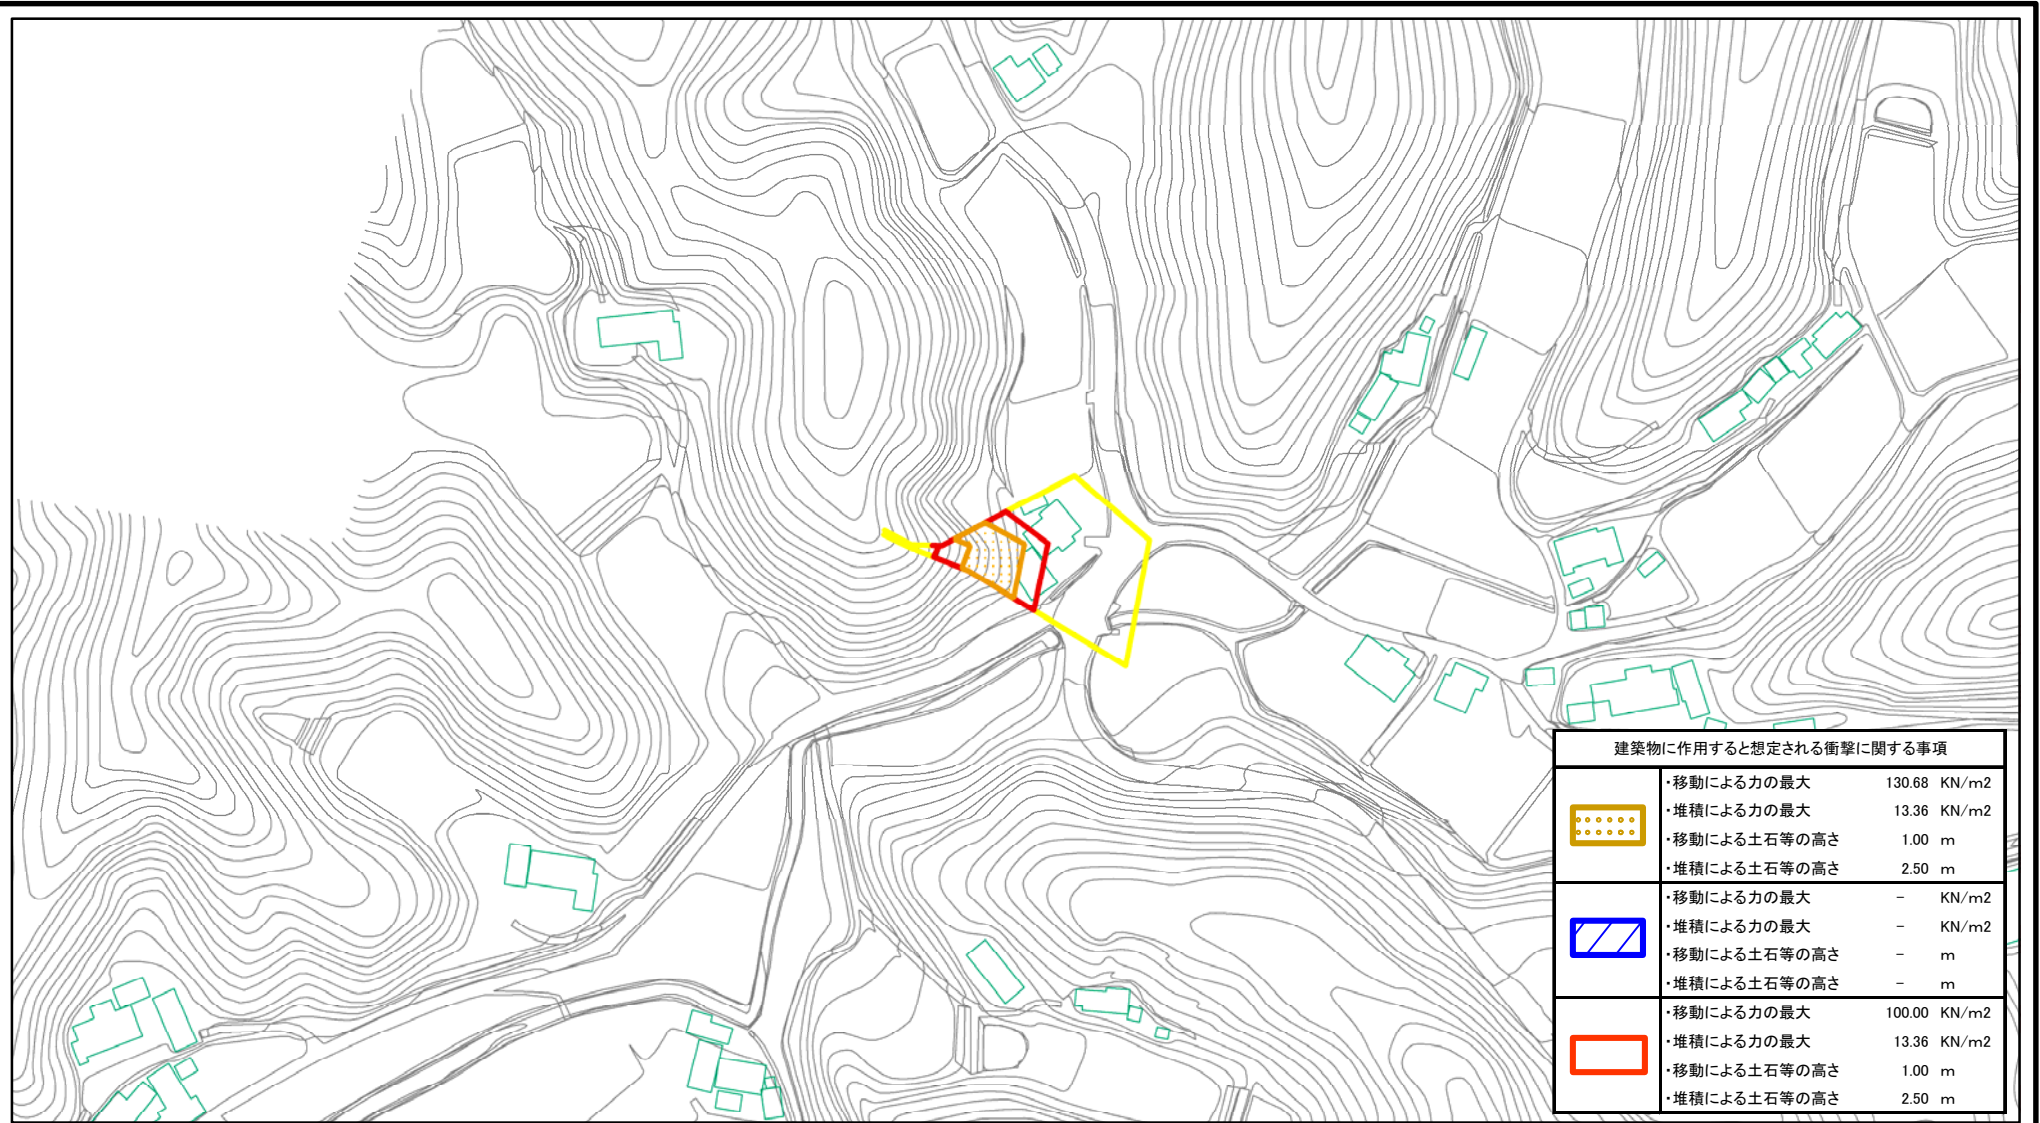 建築物に作用すると想定される衝撃に関する事項
・移動による力の最大 130.68 KN/m2
・堆積による力の最大 13.36 KN/m2
・移動による土石等の高さ 1.00 m
・堆積による土石等の高さ 2.50 m
・移動による力の最大 － KN/m2
・堆積による力の最大 － KN/m2
・移動による土石等の高さ － m
・堆積による土石等の高さ － m
・移動による力の最大 100.00 KN/m2
・堆積による力の最大 13.36 KN/m2
・移動による土石等の高さ 1.00 m
・堆積による土石等の高さ 2.50 m